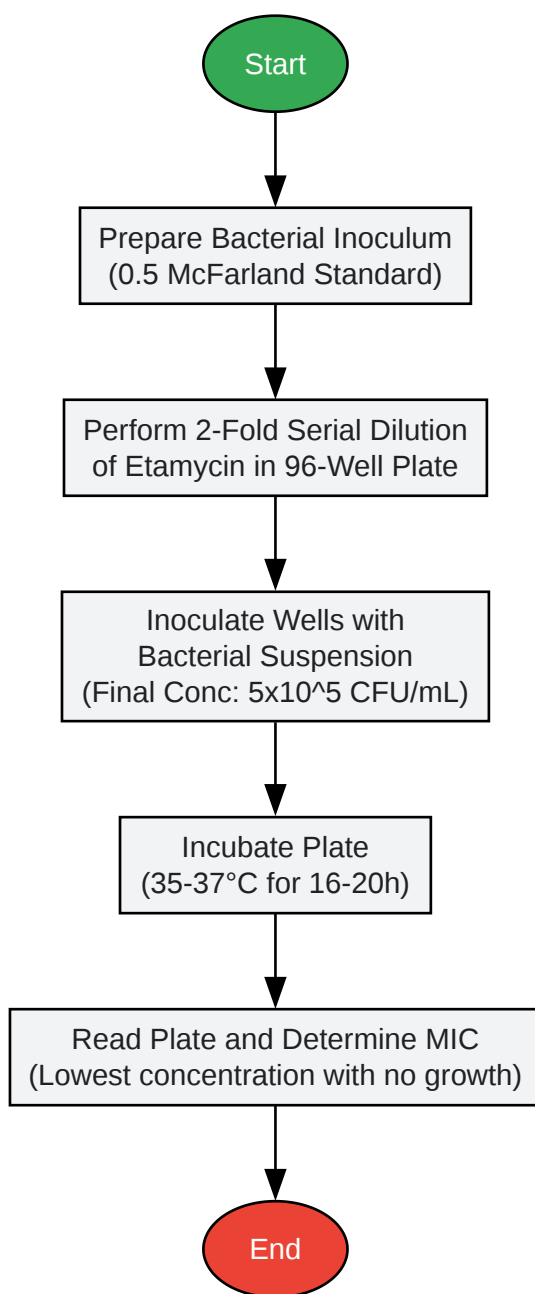 Start
Prepare Bacterial Inoculum
(0.5 McFarland Standard)
Perform 2-Fold Serial Dilution
of Etamycin in 96-Well Plate
Inoculate Wells with
Bacterial Suspension
(Final Conc: 5x10^5 CFU/mL)
Incubate Plate
(35-37°C for 16-20h)
Read Plate and Determine MIC
(Lowest concentration with no growth)
End